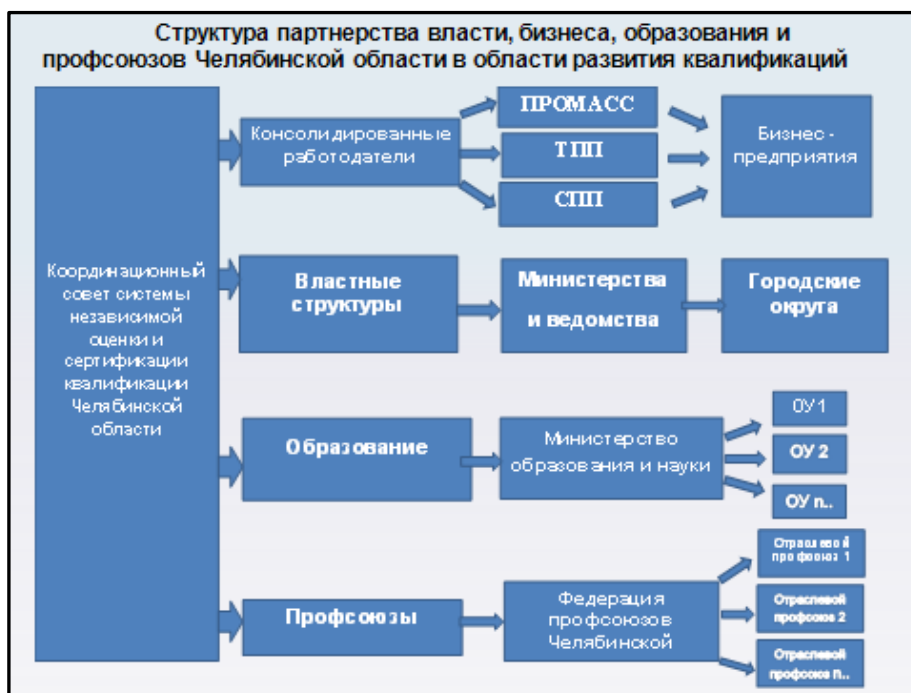 Структура партнерства власти, бизнеса, образования и
профсоюзов Челябинской области в области развития квалификаций
Координационный
совет системы
независимой
оценки и
сертификации
квалификации
Челябинской
области
Консолидированные
работодатели
ПРОМАСС
ТПП
СПП
Бизнес -
предприятия
Властные
структуры
Министерства
и ведомства
Городские
округа
Образование
Министерство
образования и науки
ОУ 1
ОУ 2
ОУ n..
Профсоюзы
Федерация
профсоюзов
Челябинской
Отраслевой
профсоюз 1
Отраслевой
профсоюз 2
Отраслевой
профсоюз n..